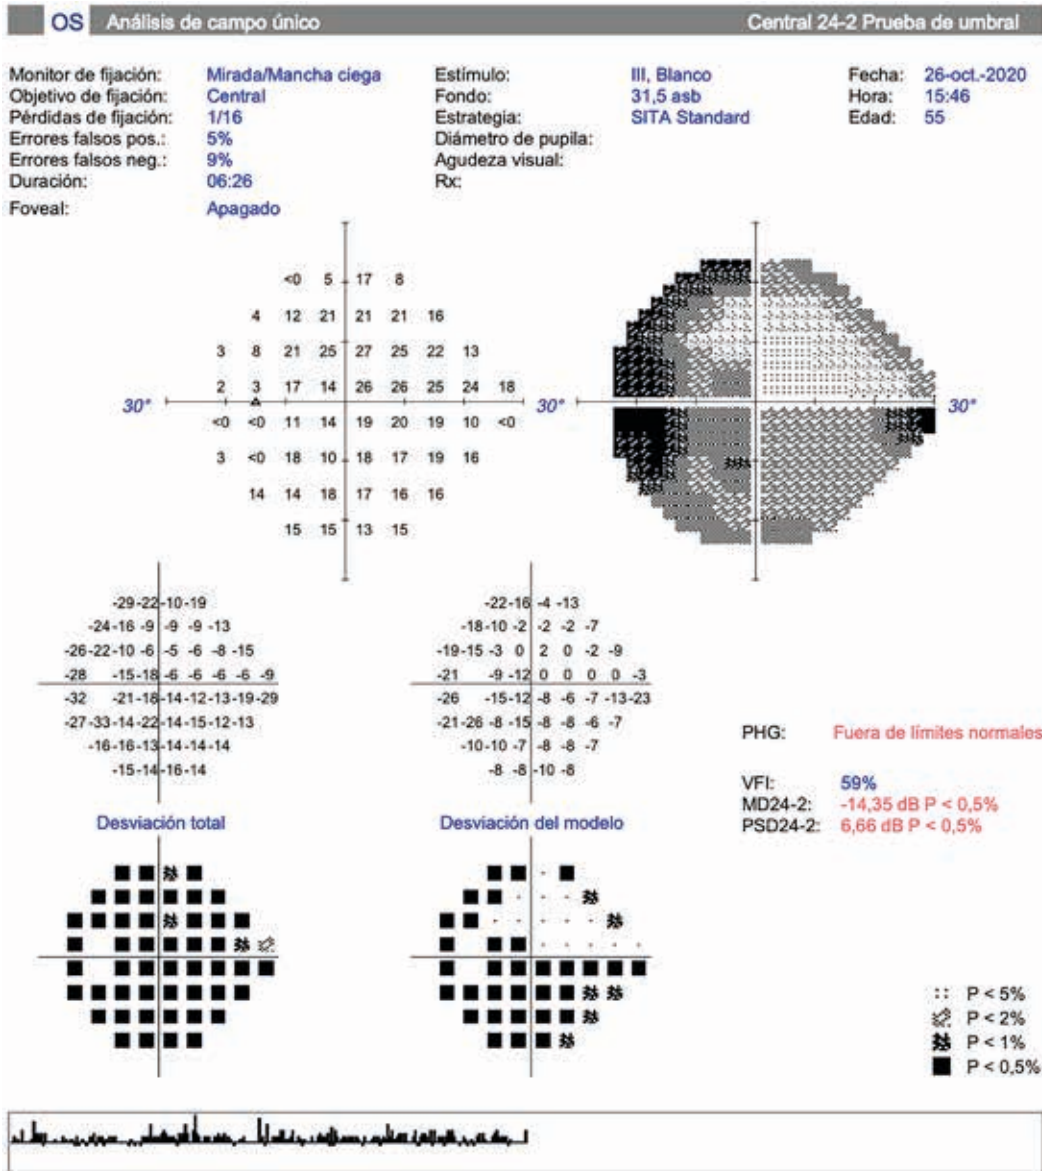 OS Análisis de campo único Central 24-2 Prueba de umbral
Monitor de fijación: Mirada/Mancha ciega Estímulo: III, Blanco Fecha: 26-oct.-2020
Objetivo de fijación: Central Fondo: 31,5 asb Hora: 15:46
Pérdidas de fijación: 1/16 Estrategia: SITA Standard Edad: 55
Errores falsos pos.: 5% Diámetro de pupila:
Errores falsos neg.: 9% Agudeza visual:
Duración: 06:26 Rx:
Foveal: Apagado
<0 5 17 8
4 12 21 21 21 16
3 8 21 25 27 25 22 13
2 3 17 14 26 26 25 24 18
30° 30° 30°
<0 <0 11 14 19 20 19 10 <0
3 <0 18 10 18 17 19 16
14 14 18 17 16 16
15 15 13 15
-29 -22 -10 -19
-24 -16 -9 -9 -9 -13
-26 -22 -10 -6 -5 -6 -8 -15
-28 -15 -18 -6 -6 -6 -6 -9
-32 -21 -18 -14 -12 -13 -19 -29
-27 -33 -14 -22 -14 -15 -12 -13
-16 -16 -13 -14 -14 -14
-15 -14 -16 -14
Desviación total
-22 -16 -4 -13
-18 -10 -2 -2 -2 -7
-19 -15 -3 0 2 0 -2 -9
-21 -9 -12 0 0 0 0 -3
-26 -15 -12 -8 -6 -7 -13 -23
-21 -26 -8 -15 -8 -8 -6 -7
-10 -10 -7 -8 -8 -7
-8 -8 -10 -8
Desviación del modelo
PHG: Fuera de límites normales
VFI: 59%
MD24-2: -14,35 dB P < 0,5%
PSD24-2: 6,66 dB P < 0,5%
P < 5%
P < 2%
P < 1%
P < 0,5%